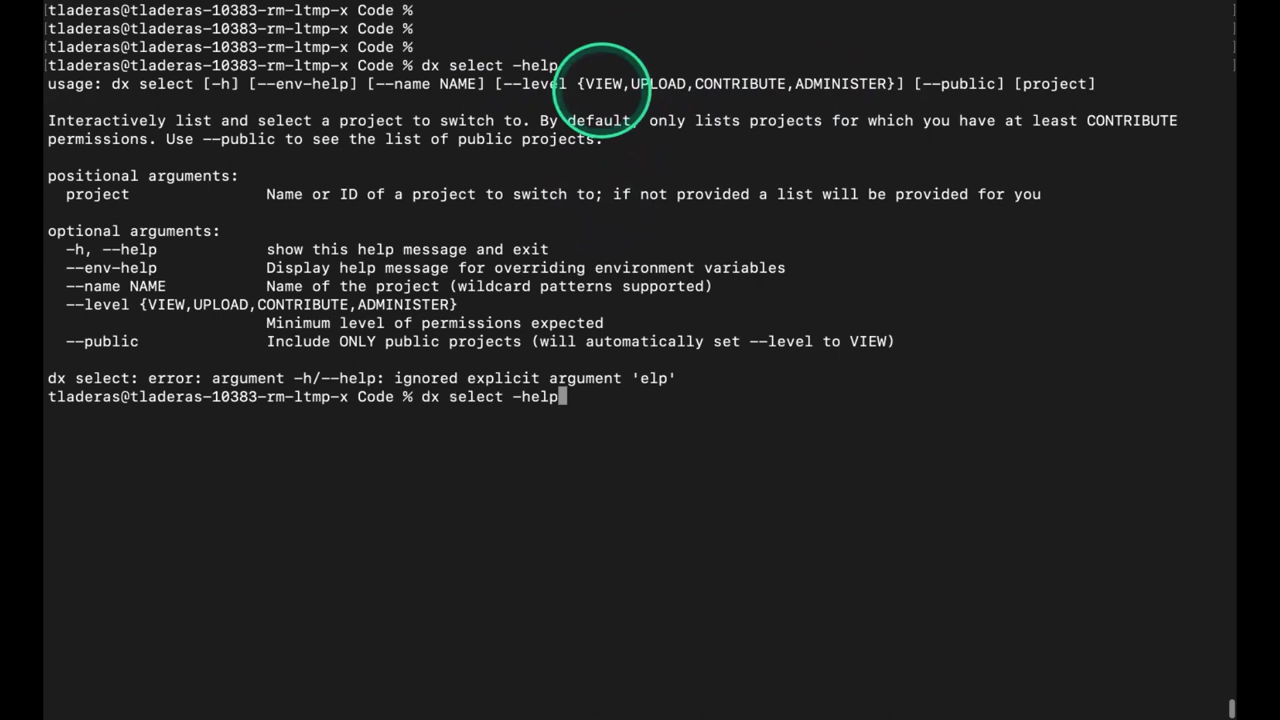 tladeras@tladeras-10383-rm-ltmp-x Code %
tladeras@tladeras-10383-rm-ltmp-x Code %
tladeras@tladeras-10383-rm-ltmp-x Code %
tladeras@tladeras-10383-rm-ltmp-x Code % dx select -help
usage: dx select [-h] [--env-help] [--name NAME] [--level {VIEW,UPLOAD,CONTRIBUTE,ADMINISTER}] [--public] [project]
Interactively list and select a project to switch to. By default, only lists projects for which you have at least CONTRIBUTE
permissions. Use --public to see the list of public projects.
positional arguments:
project Name or ID of a project to switch to; if not provided a list will be provided for you
optional arguments:
-h, --help show this help message and exit
--env-help Display help message for overriding environment variables
--name NAME Name of the project (wildcard patterns supported)
--level {VIEW,UPLOAD,CONTRIBUTE,ADMINISTER}
Minimum level of permissions expected
--public Include ONLY public projects (will automatically set --level to VIEW)
dx select: error: argument -h/--help: ignored explicit argument 'elp'
tladeras@tladeras-10383-rm-ltmp-x Code % dx select -help